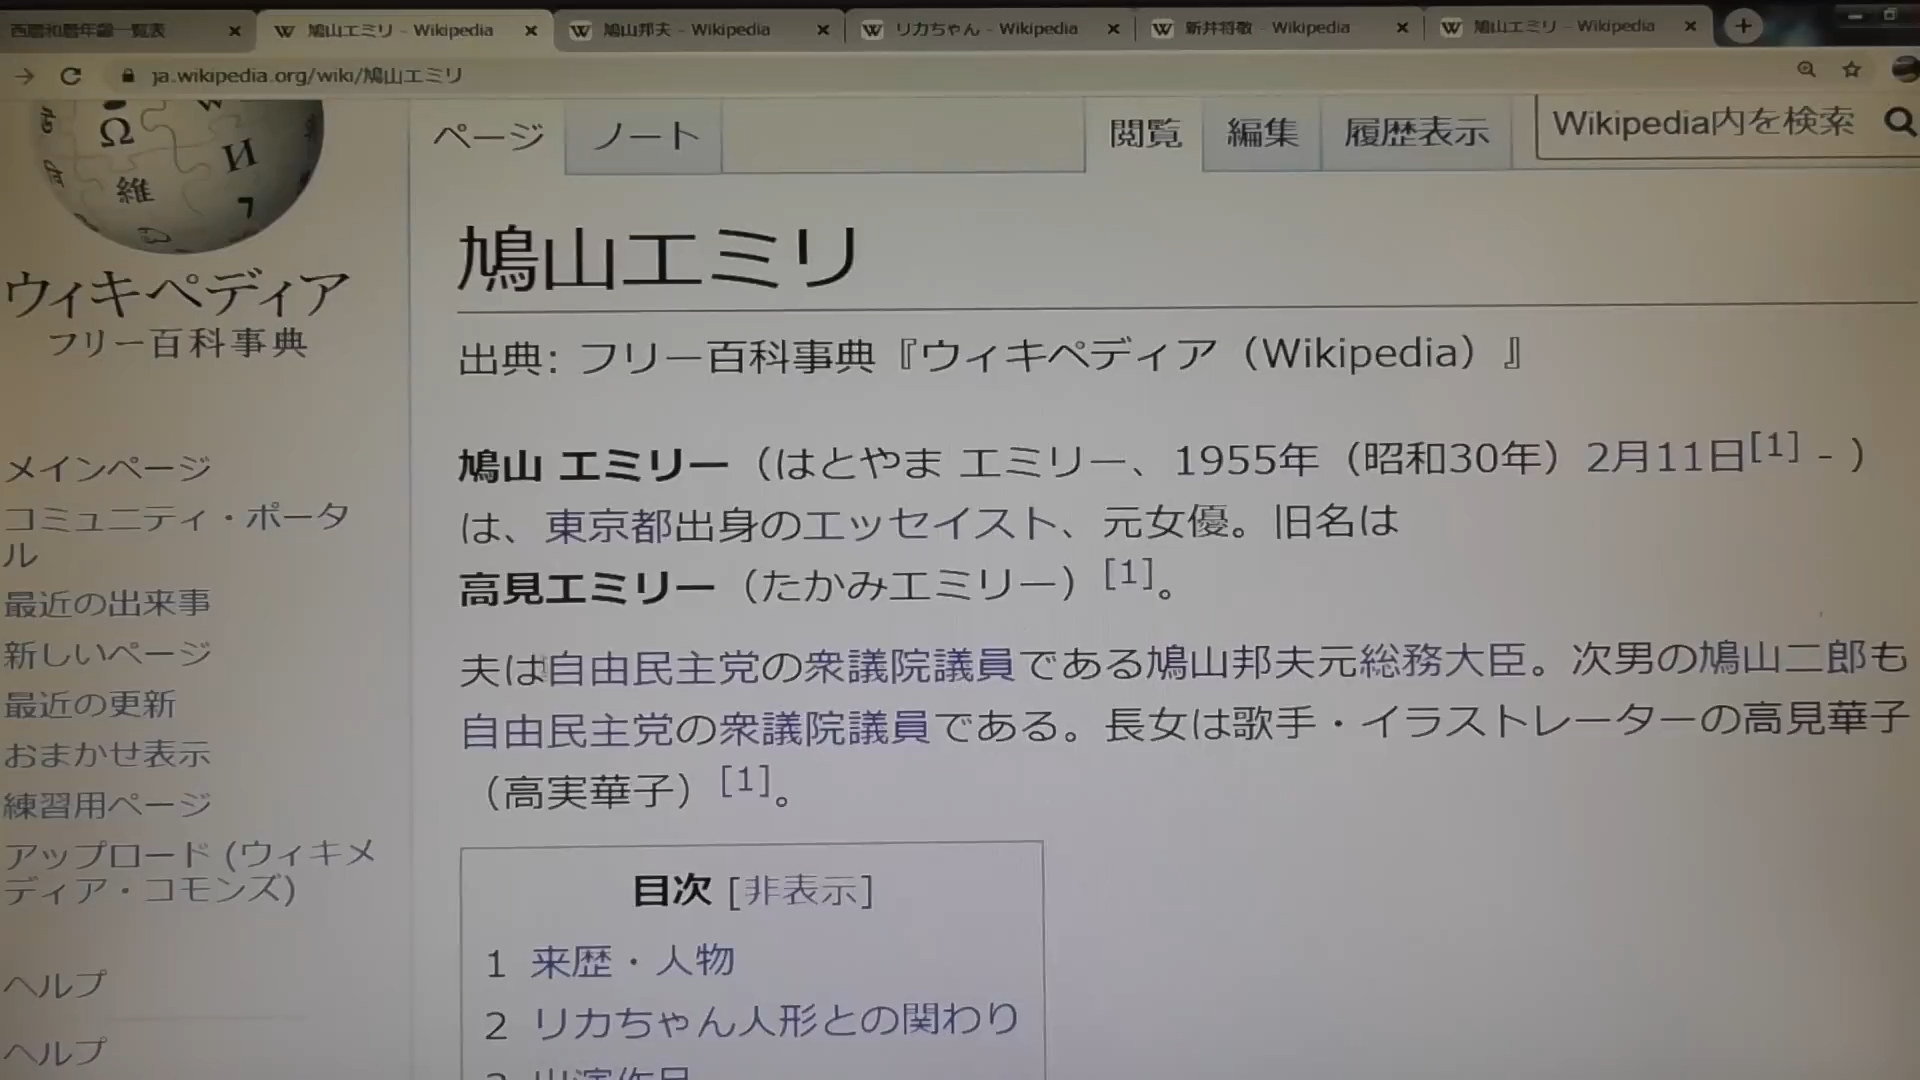 西暦和暦年齢一覧表
鳩山エミリ - Wikipedia
鳩山邦夫 - Wikipedia
リカちゃん - Wikipedia
新井将敬 - Wikipedia
鳩山エミリ - Wikipedia
ja.wikipedia.org/wiki/鳩山エミリ
Ω
W
И
維
7
ウィキペディア
フリー百科事典
ページ
ノート
閲覧
編集
履歴表示
Wikipedia内を検索
鳩山エミリ
出典: フリー百科事典『ウィキペディア（Wikipedia）』
鳩山 エミリー（はとやま エミリー、1955年（昭和30年）2月11日[1] - ）
は、東京都出身のエッセイスト、元女優。旧名は
高見エミリー（たかみエミリー）[1]。
夫は自由民主党の衆議院議員である鳩山邦夫元総務大臣。次男の鳩山二郎も
自由民主党の衆議院議員である。長女は歌手・イラストレーターの高見華子
（高実華子）[1]。
目次 [非表示]
1 来歴・人物
2 リカちゃん人形との関わり
3 出演作品
メインページ
コミュニティ・ポータ
ル
最近の出来事
新しいページ
最近の更新
おまかせ表示
練習用ページ
アップロード (ウィキメ
ディア・コモンズ)
ヘルプ
ヘルプ